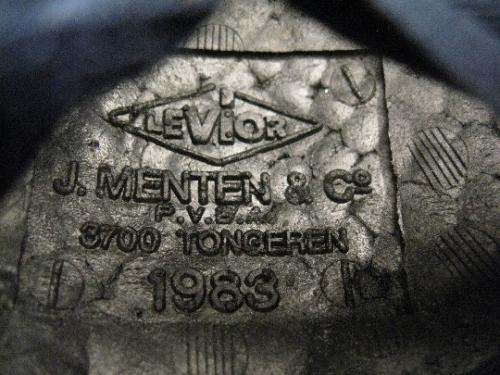 LEVIOR
J. MENTEN & Co
P.V.B.A.
3700 TONGEREN
1983